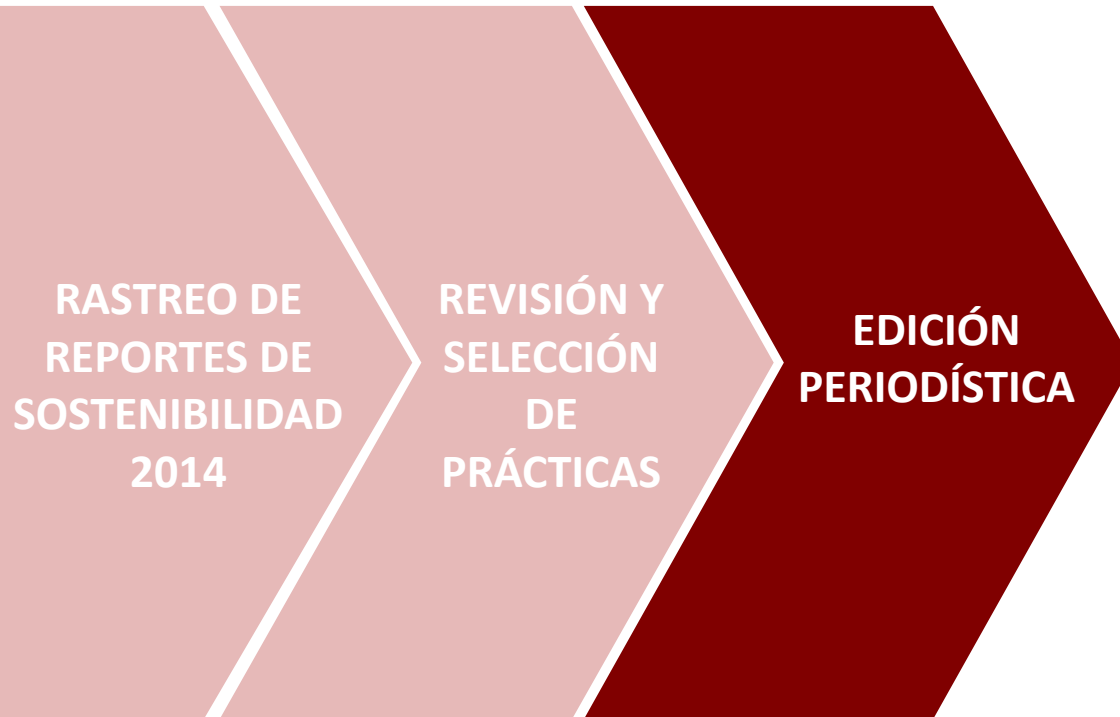 RASTREO DE
REPORTES DE
SOSTENIBILIDAD
2014
REVISIÓN Y
SELECCIÓN
DE
PRÁCTICAS
EDICIÓN
PERIODÍSTICA